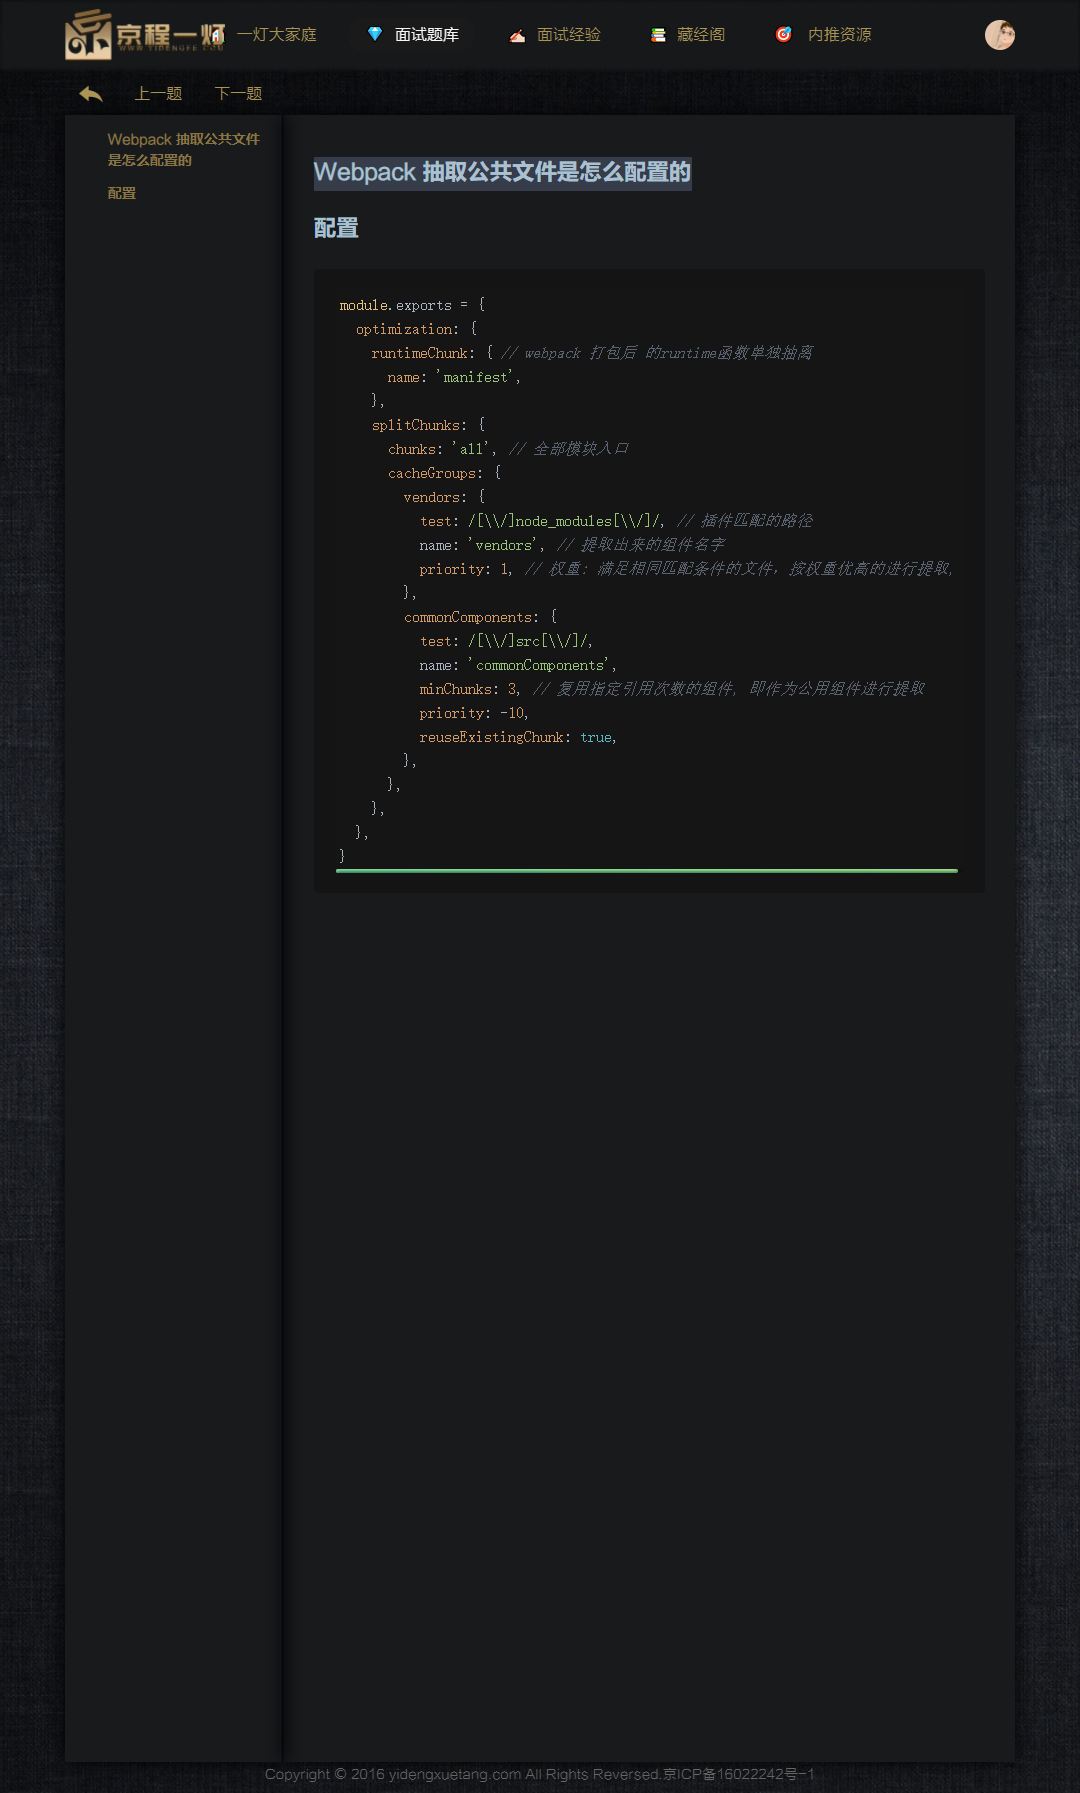 京程一灯
WWW.YIDENGFE.COM
一灯大家庭
面试题库
面试经验
藏经阁
内推资源
上一题
下一题
Webpack 抽取公共文件
是怎么配置的
配置
Webpack 抽取公共文件是怎么配置的
配置
module.exports = {
  optimization: {
    runtimeChunk: { // webpack 打包后 的runtime函数单独抽离
      name: 'manifest',
    },
    splitChunks: {
      chunks: 'all', // 全部模块入口
      cacheGroups: {
        vendors: {
          test: /[\\/]node_modules[\\/]/, // 插件匹配的路径
          name: 'vendors', // 提取出来的组件名字
          priority: 1, // 权重: 满足相同匹配条件的文件，按权重优高的进行提取,
        },
        commonComponents: {
          test: /[\\/]src[\\/]/,
          name: 'commonComponents',
          minChunks: 3, // 复用指定引用次数的组件, 即作为公用组件进行提取
          priority: -10,
          reuseExistingChunk: true,
        },
      },
    },
  },
}
Copyright © 2016 yidengxuetang.com All Rights Reversed.京ICP备16022242号-1